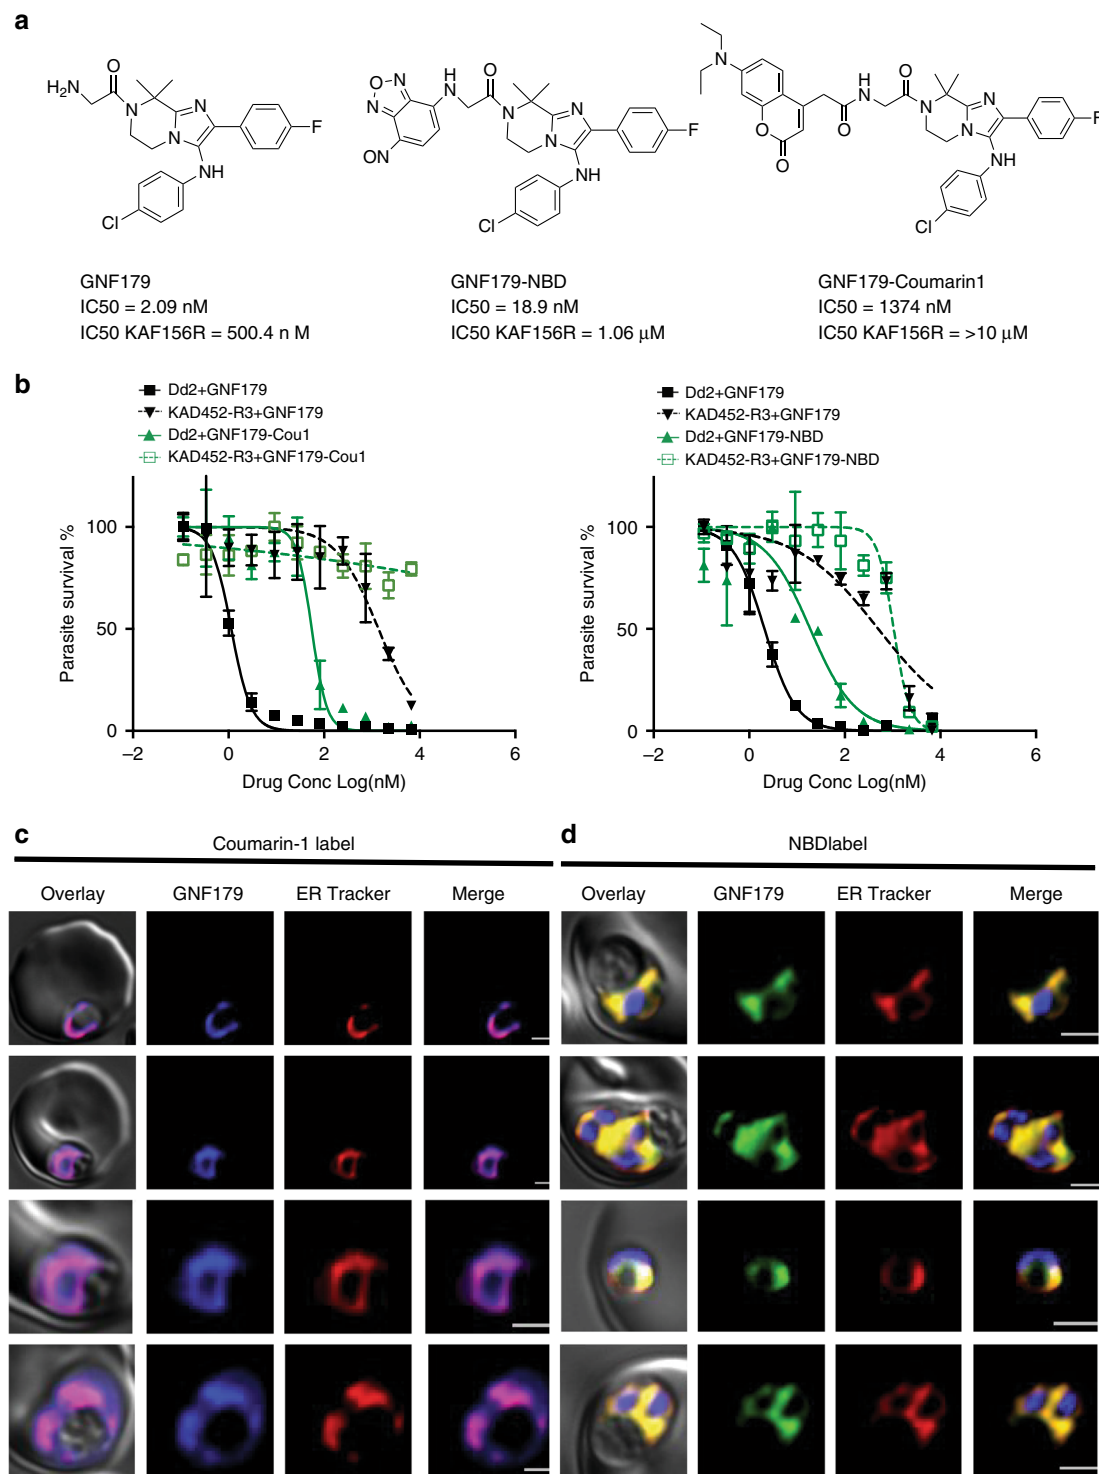 a
H2N
O
N
N
N
F
NH
Cl
O
N
N
H
N
O
N
N
N
F
ON
NH
Cl
N
O
O
O
H
N
O
N
N
N
F
NH
Cl
GNF179
IC50 = 2.09 nM
IC50 KAF156R = 500.4 n M
GNF179-NBD
IC50 = 18.9 nM
IC50 KAF156R = 1.06 μM
GNF179-Coumarin1
IC50 = 1374 nM
IC50 KAF156R = >10 μM
b
Dd2+GNF179
KAD452-R3+GNF179
Dd2+GNF179-Cou1
KAD452-R3+GNF179-Cou1
Parasite survival %
100
50
0
−2
0
2
4
6
Drug Conc Log(nM)
Dd2+GNF179
KAD452-R3+GNF179
Dd2+GNF179-NBD
KAD452-R3+GNF179-NBD
Parasite survival %
100
50
0
−2
0
2
4
6
Drug Conc Log(nM)
c
Coumarin-1 label
Overlay
GNF179
ER Tracker
Merge
d
NBDlabel
Overlay
GNF179
ER Tracker
Merge